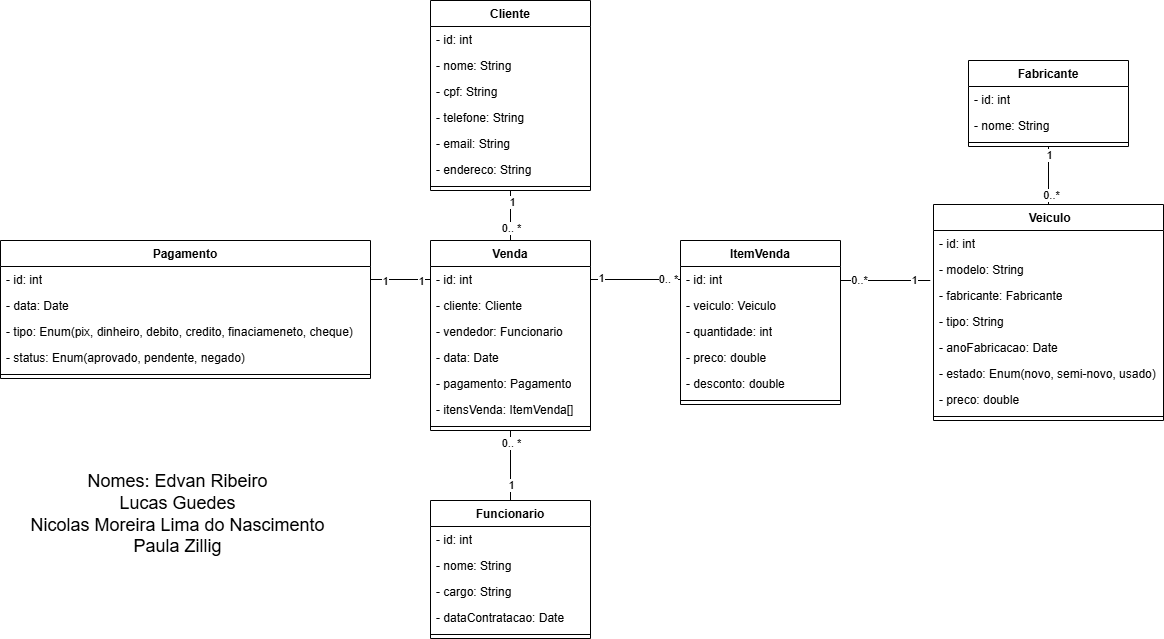 Cliente
- id: int
- nome: String
- cpf: String
- telefone: String
- email: String
- endereco: String
1
0.. *
Fabricante
- id: int
- nome: String
1
0..*
Pagamento
- id: int
- data: Date
- tipo: Enum(pix, dinheiro, debito, credito, finaciameneto, cheque)
- status: Enum(aprovado, pendente, negado)
1
1
Venda
- id: int
- cliente: Cliente
- vendedor: Funcionario
- data: Date
- pagamento: Pagamento
- itensVenda: ItemVenda[]
1
0.. *
ItemVenda
- id: int
- veiculo: Veiculo
- quantidade: int
- preco: double
- desconto: double
0..*
1
Veiculo
- id: int
- modelo: String
- fabricante: Fabricante
- tipo: String
- anoFabricacao: Date
- estado: Enum(novo, semi-novo, usado)
- preco: double
0.. *
1
Funcionario
- id: int
- nome: String
- cargo: String
- dataContratacao: Date
Nomes: Edvan Ribeiro
Lucas Guedes
Nicolas Moreira Lima do Nascimento
Paula Zillig